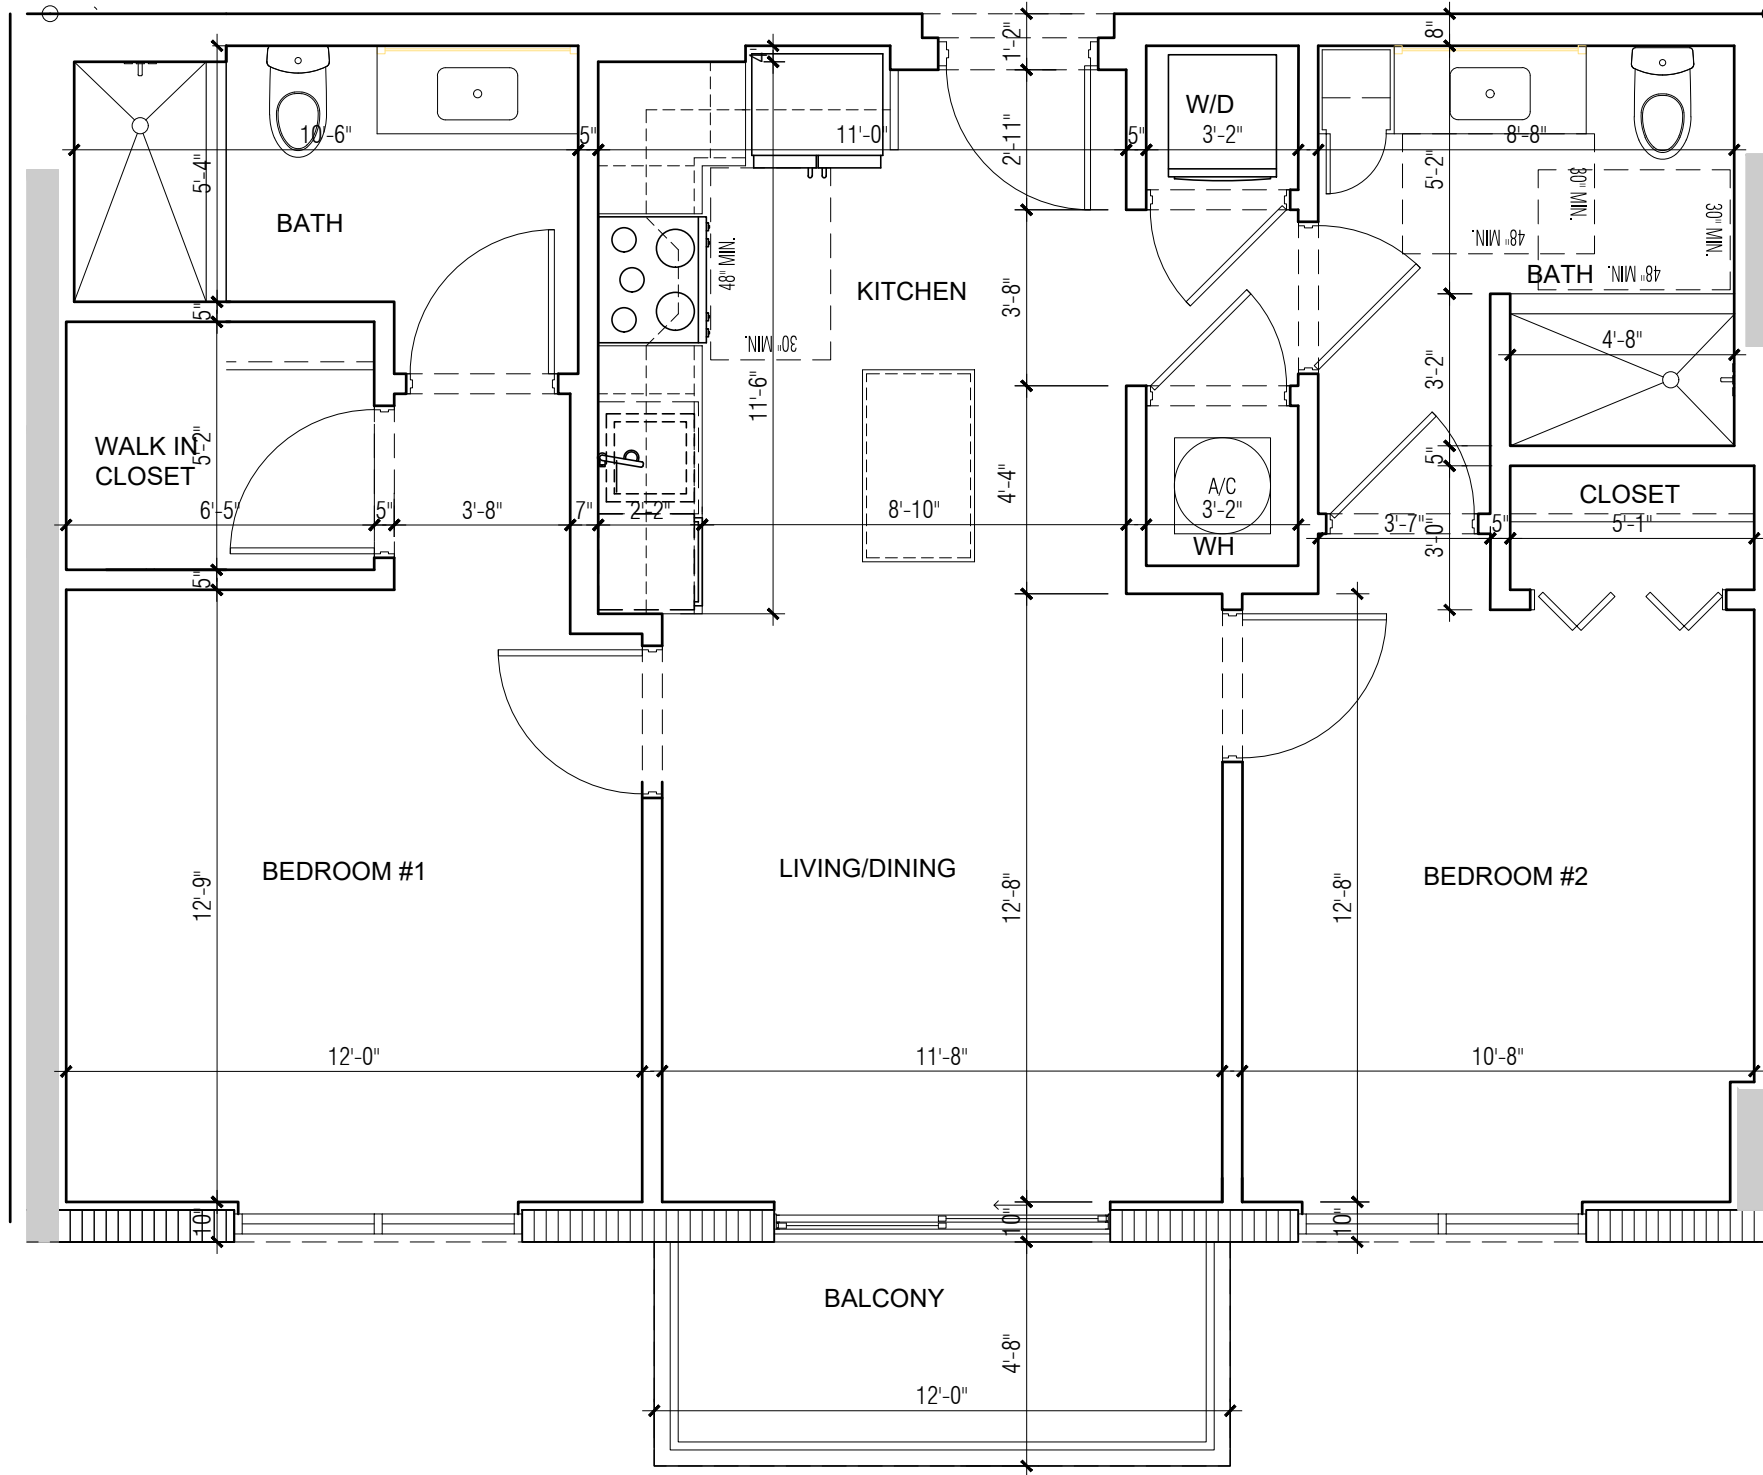 1'-2"
8"
4"
W/D
10'-6"
5"
11'-0"
2'-11"
5"
3'-2"
8'-8"
5'-4"
5'-2"
30" MIN.
30" MIN.
BATH
48" MIN.
48" MIN.
48" MIN.
BATH
KITCHEN
3'-8"
5"
30" MIN.
4'-8"
3'-2"
11'-6"
WALK IN
CLOSET
5'-2"
5"
4'-4"
A/C
CLOSET
6'-5"
5"
3'-8"
7"
2'-2"
8'-10"
3'-2"
3'-7"
5"
5'-1"
3'-0"
WH
5"
BEDROOM #1
LIVING/DINING
BEDROOM #2
12'-9"
12'-8"
12'-8"
12'-0"
11'-8"
10'-8"
10"
10"
10"
BALCONY
4'-8"
12'-0"